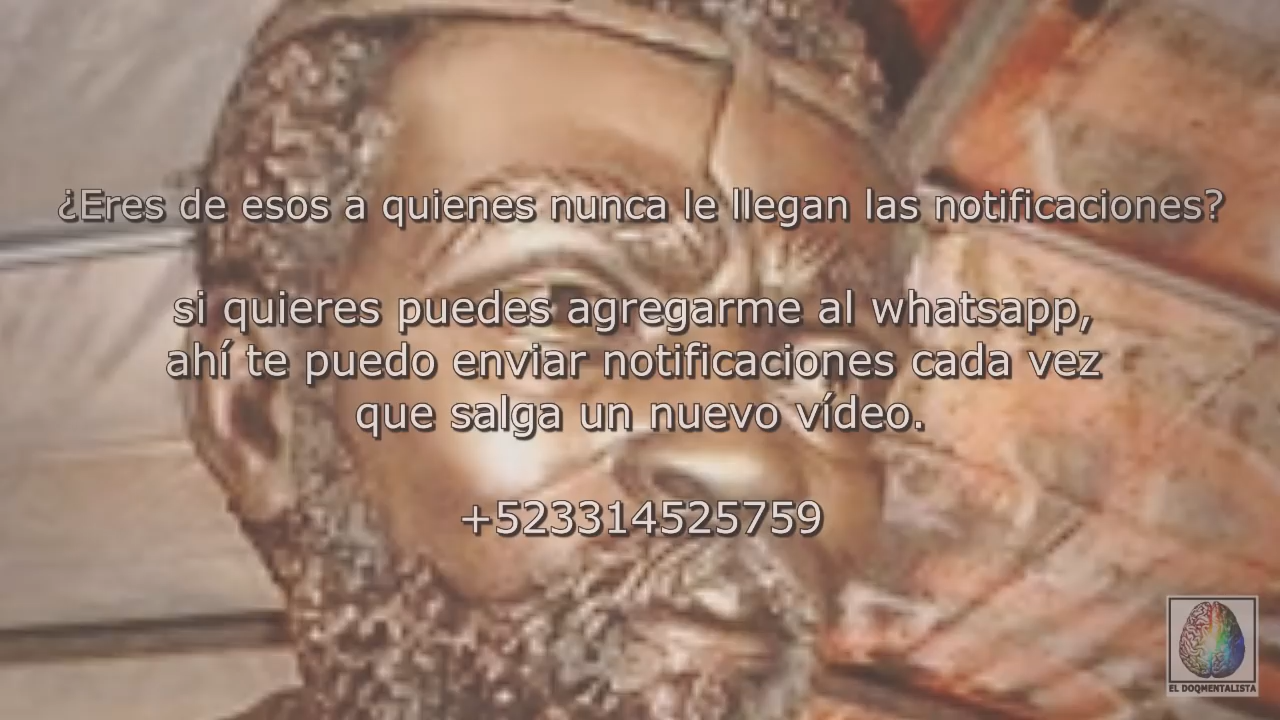 ¿Eres de esos a quienes nunca le llegan las notificaciones?
si quieres puedes agregarme al whatsapp,
ahí te puedo enviar notificaciones cada vez
que salga un nuevo vídeo.
+523314525759
EL DOQMENTALISTA